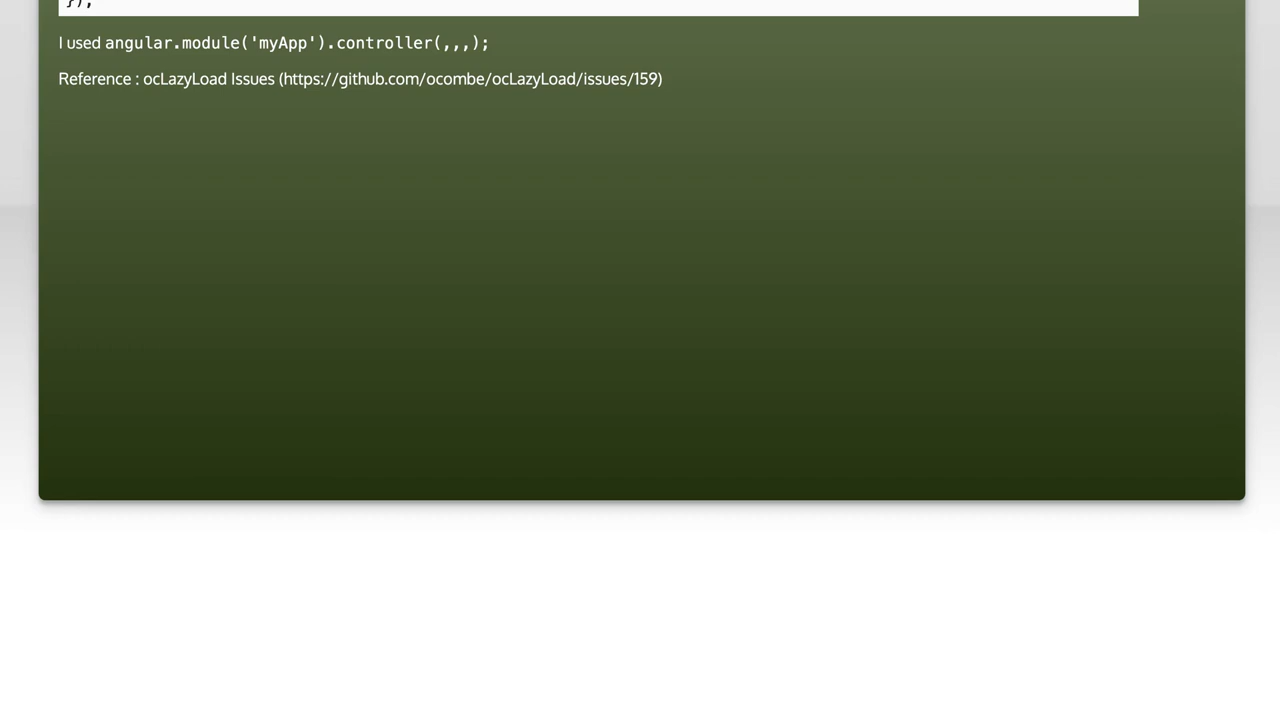 });
I used angular.module('myApp').controller(,,,);
Reference : ocLazyLoad Issues (https://github.com/ocombe/ocLazyLoad/issues/159)